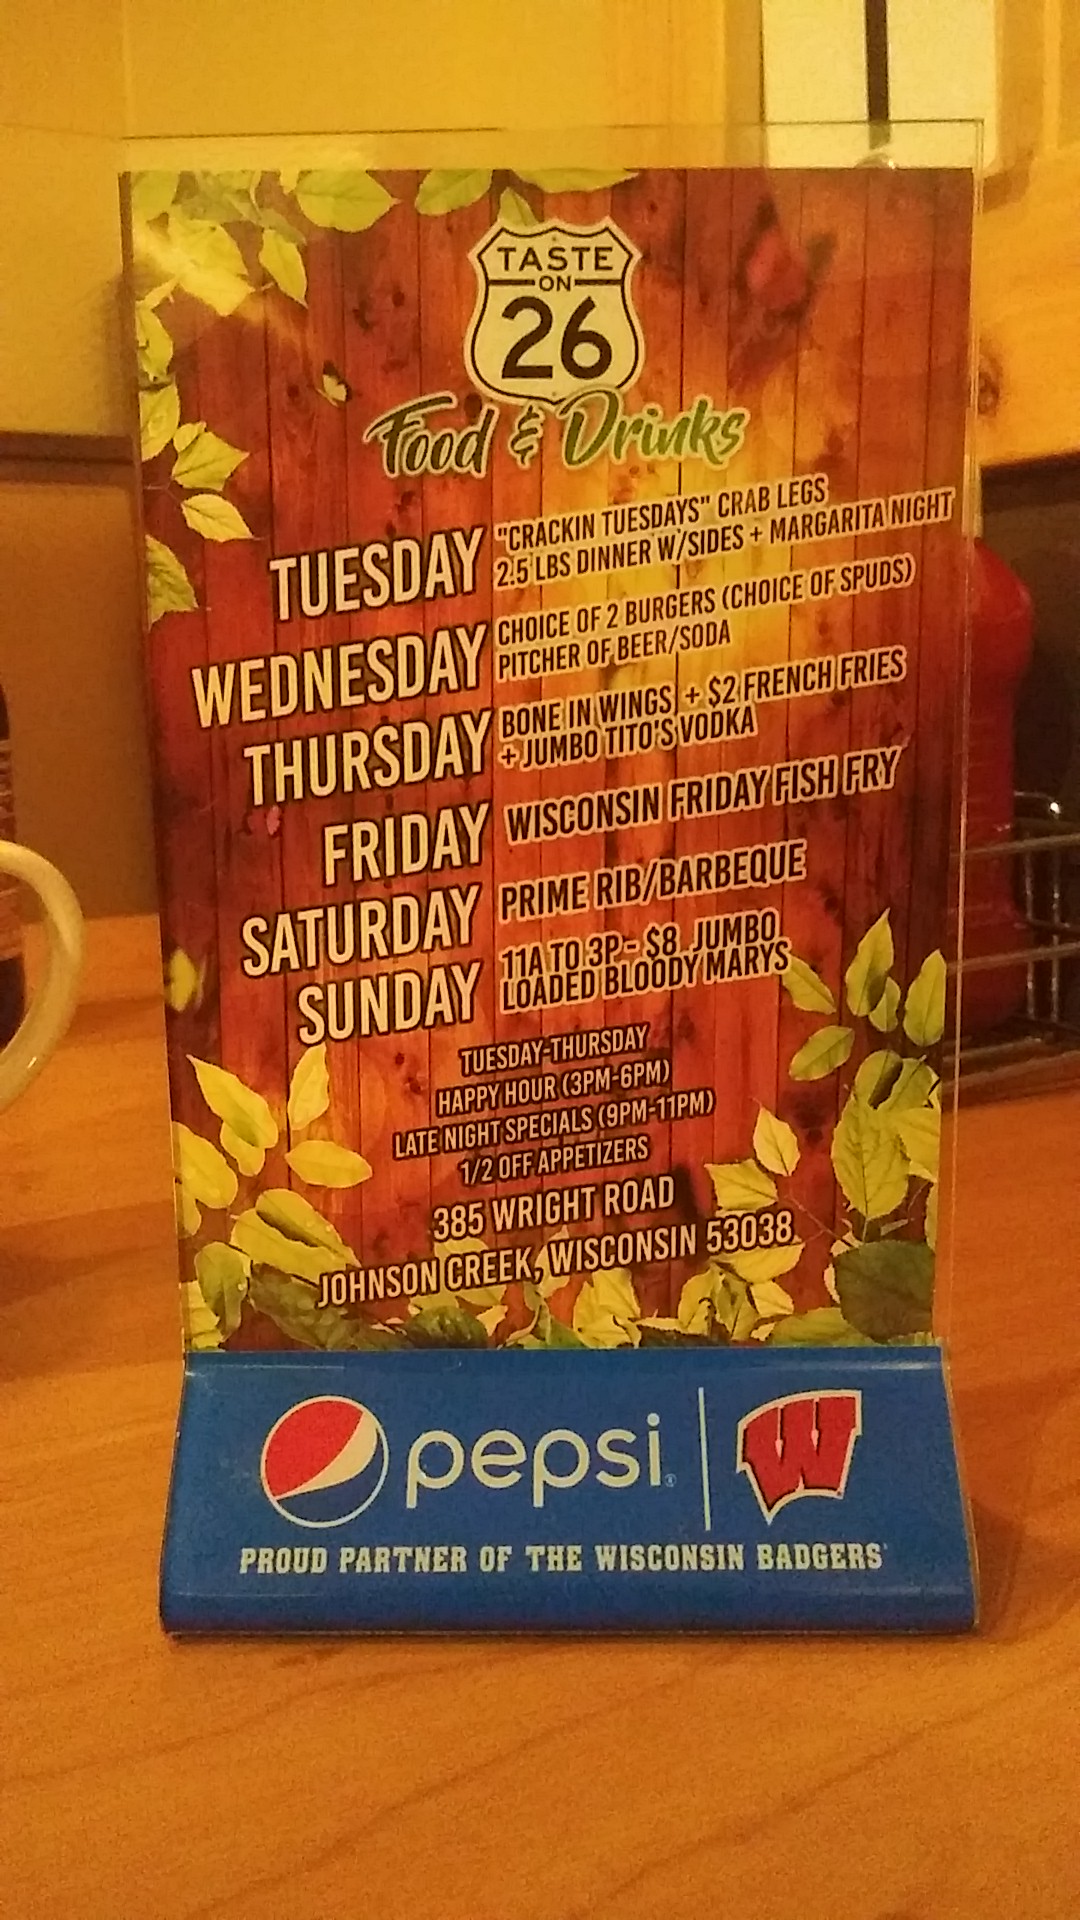 TASTE
ON
26
Food & Drinks
TUESDAY "CRACKIN TUESDAYS" CRAB LEGS
2.5 LBS DINNER W/SIDES + MARGARITA NIGHT
WEDNESDAY CHOICE OF 2 BURGERS (CHOICE OF SPUDS)
PITCHER OF BEER/SODA
THURSDAY BONE IN WINGS + $2 FRENCH FRIES
+ JUMBO TITO'S VODKA
FRIDAY WISCONSIN FRIDAY FISH FRY
SATURDAY PRIME RIB/BARBEQUE
SUNDAY 11A TO 3P - $8 JUMBO
LOADED BLOODY MARYS
TUESDAY-THURSDAY
HAPPY HOUR (3PM-6PM)
LATE NIGHT SPECIALS (9PM-11PM)
1/2 OFF APPETIZERS
385 WRIGHT ROAD
JOHNSON CREEK, WISCONSIN 53038
pepsi® W
PROUD PARTNER OF THE WISCONSIN BADGERS